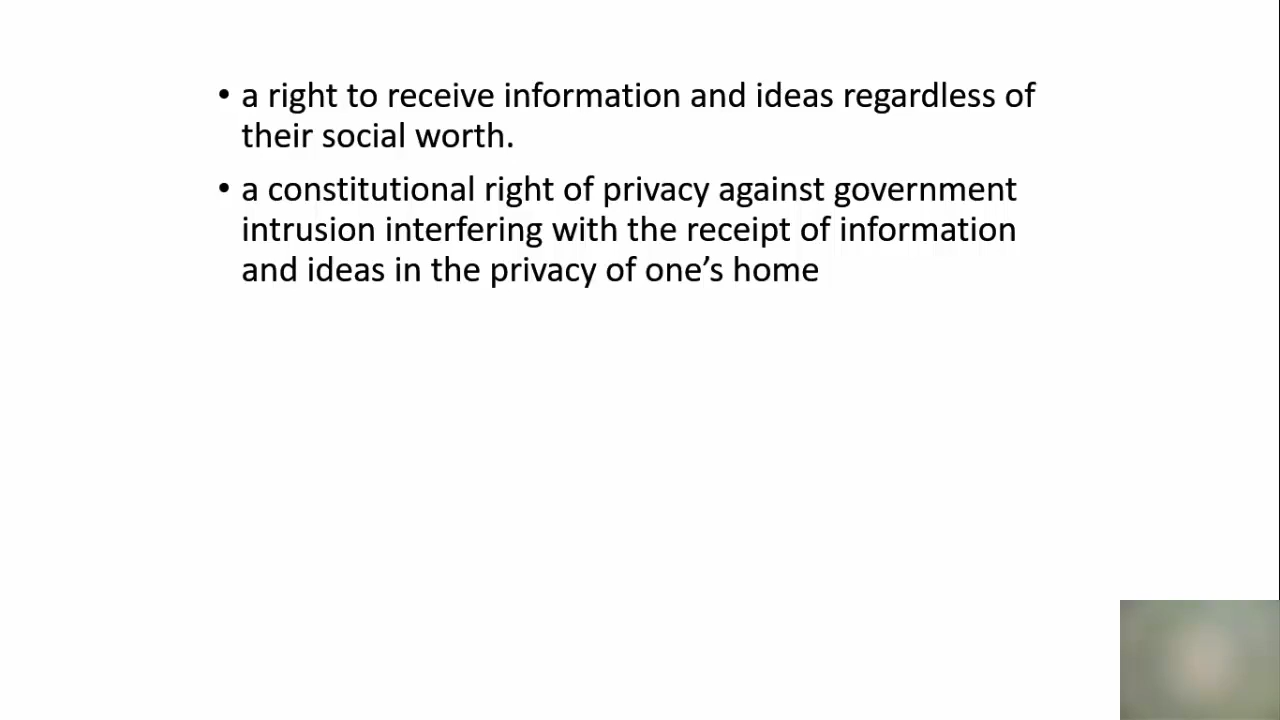 • a right to receive information and ideas regardless of
their social worth.
• a constitutional right of privacy against government
intrusion interfering with the receipt of information
and ideas in the privacy of one’s home